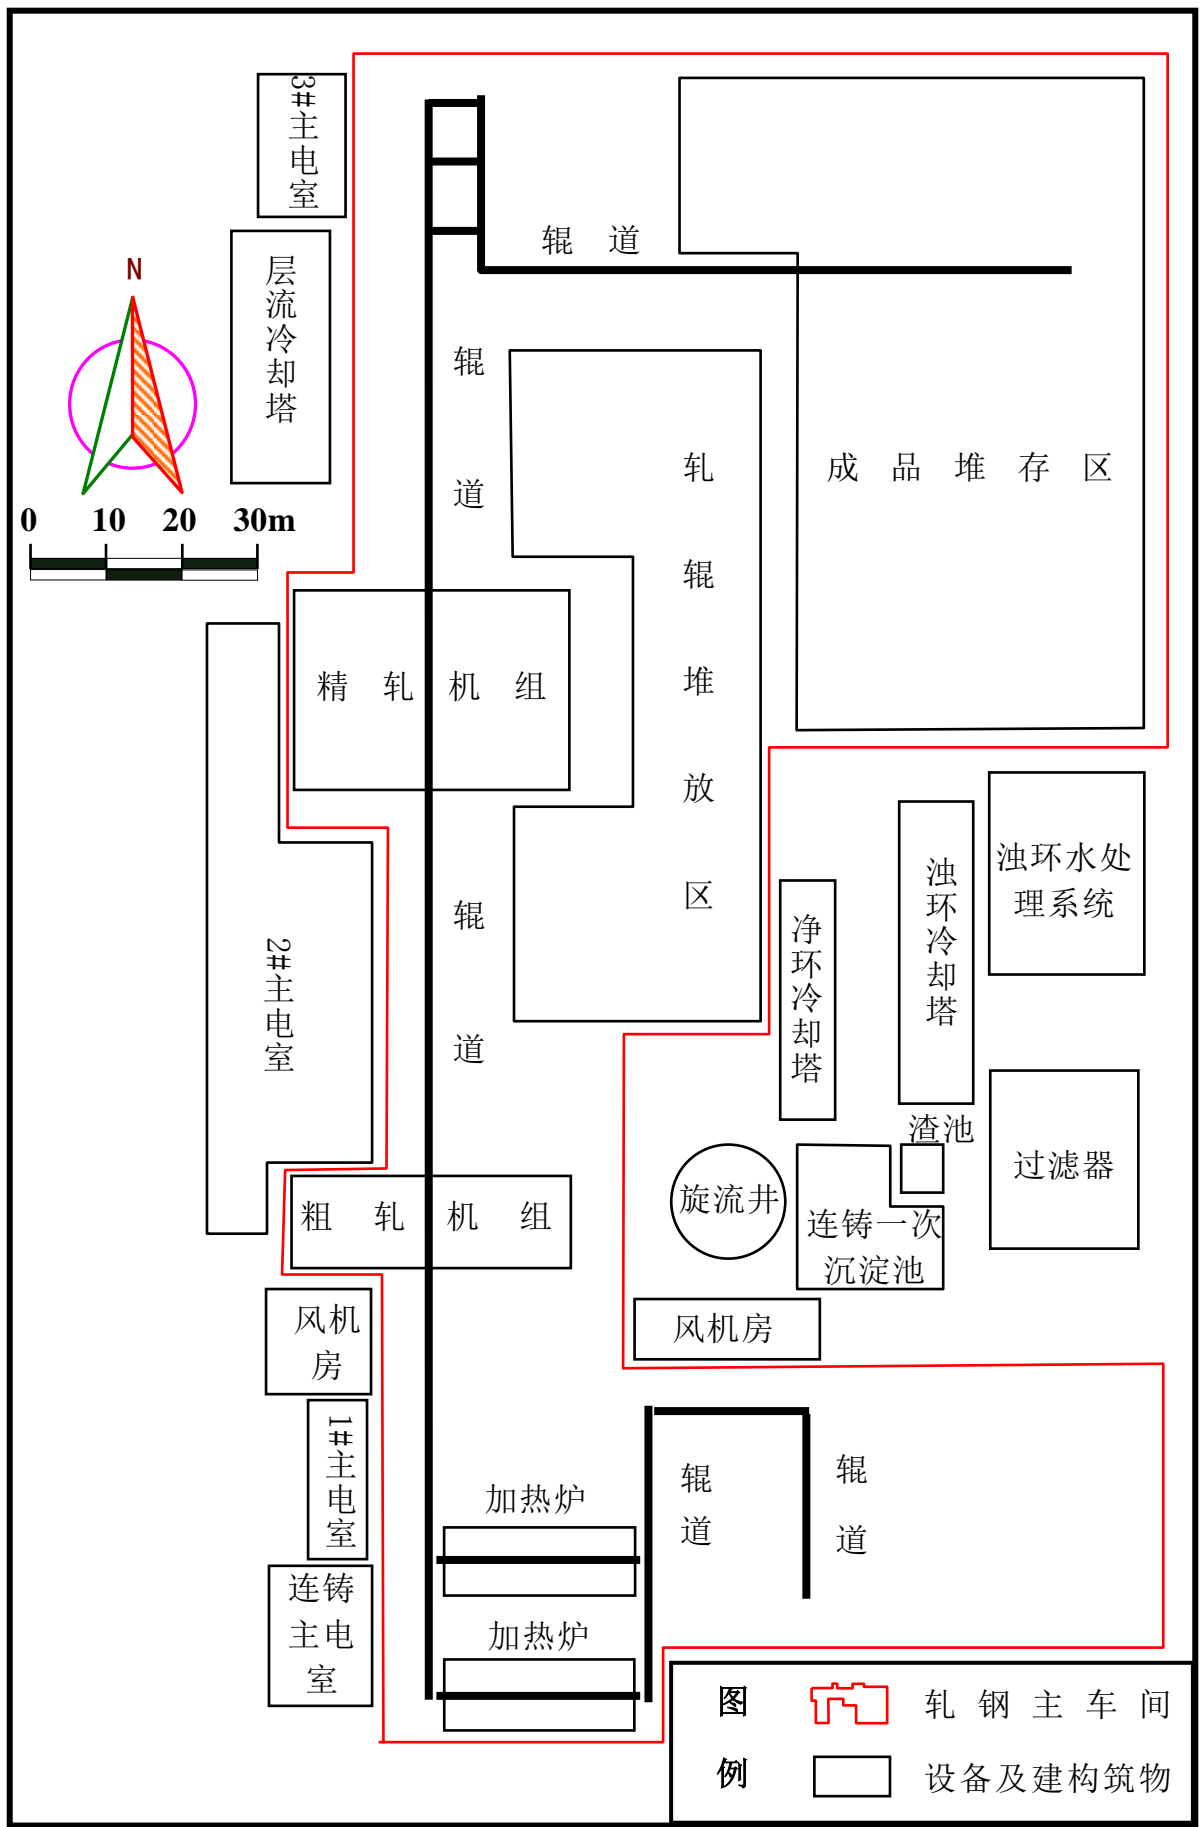 3#主电室
层流冷却塔
N
0 10 20 30m
辊道
辊道
轧辊堆放区
成品堆存区
精轧机组
2#主电室
辊道
净环冷却塔
浊环冷却塔
浊环水处
理系统
渣池
过滤器
旋流井
连铸一次
沉淀池
粗轧机组
风机
房
风机房
1#主电室
连铸
主电
室
加热炉
加热炉
辊道
辊道
图例
轧钢主车间
设备及建构筑物